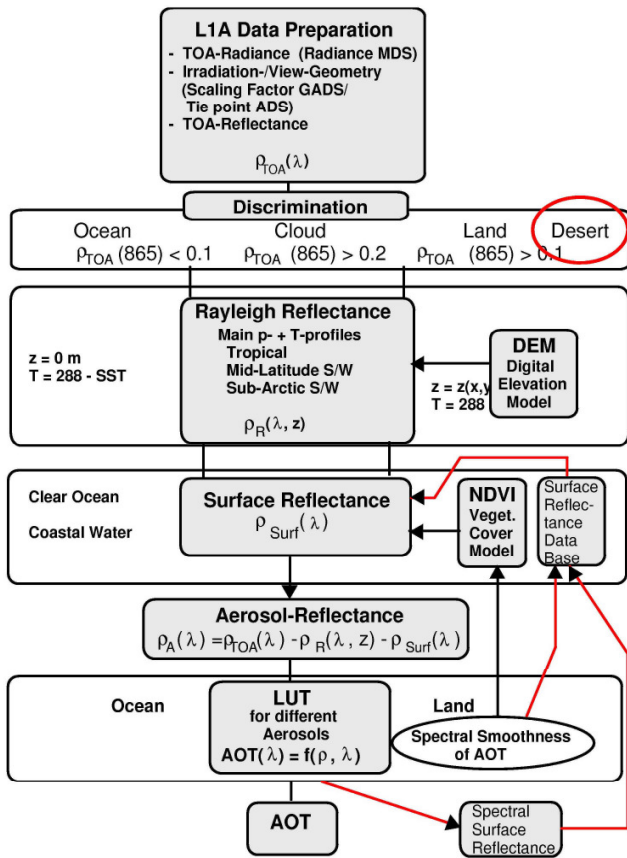 L1A Data Preparation
- TOA-Radiance (Radiance MDS)
- Irradiation-/View-Geometry
(Scaling Factor GADS/
Tie point ADS)
- TOA-Reflectance
ρTOA(λ)
Discrimination
Ocean Cloud Land Desert
ρTOA (865) < 0.1 ρTOA (865) > 0.2 ρTOA (865) > 0.1
Rayleigh Reflectance
Main p- + T-profiles
Tropical
Mid-Latitude S/W
Sub-Arctic S/W
ρR(λ, z)
z = 0 m
T = 288 - SST
DEM
Digital
Elevation
Model
z = z(x,y
T = 288
Clear Ocean
Coastal Water
Surface Reflectance
ρSurf(λ)
NDVI
Veget.
Cover
Model
Surface
Reflec-
tance
Data
Base
Aerosol-Reflectance
ρA(λ) =ρTOA(λ) - ρR(λ, z) - ρSurf(λ)
Ocean
LUT
for different
Aerosols
AOT(λ) = f(ρ, λ)
Land
Spectral Smoothness
of AOT
AOT
Spectral
Surface
Reflectance